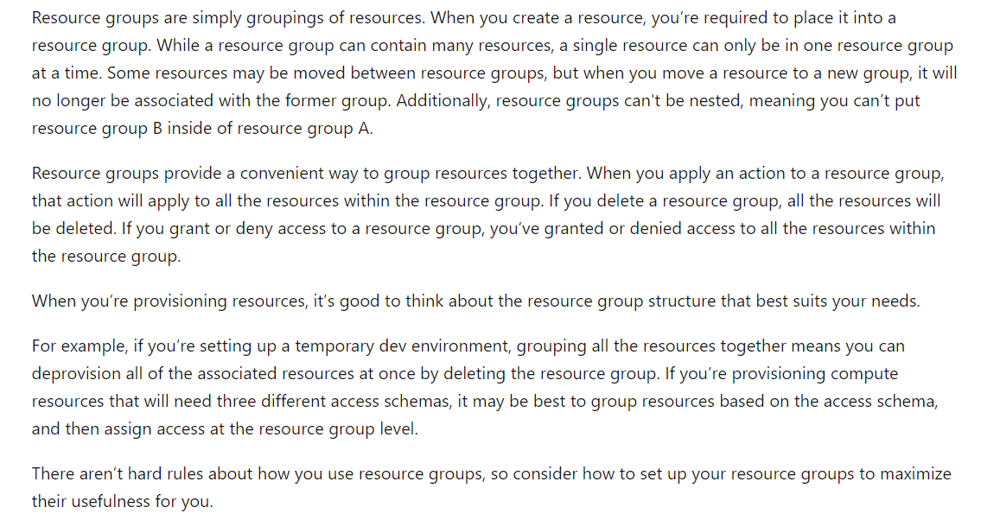 Resource groups are simply groupings of resources. When you create a resource, you’re required to place it into a
resource group. While a resource group can contain many resources, a single resource can only be in one resource group
at a time. Some resources may be moved between resource groups, but when you move a resource to a new group, it will
no longer be associated with the former group. Additionally, resource groups can't be nested, meaning you can’t put
resource group B inside of resource group A.
Resource groups provide a convenient way to group resources together. When you apply an action to a resource group,
that action will apply to all the resources within the resource group. If you delete a resource group, all the resources will
be deleted. If you grant or deny access to a resource group, you’ve granted or denied access to all the resources within
the resource group.
When you’re provisioning resources, it’s good to think about the resource group structure that best suits your needs.
For example, if you’re setting up a temporary dev environment, grouping all the resources together means you can
deprovision all of the associated resources at once by deleting the resource group. If you’re provisioning compute
resources that will need three different access schemas, it may be best to group resources based on the access schema,
and then assign access at the resource group level.
There aren’t hard rules about how you use resource groups, so consider how to set up your resource groups to maximize
their usefulness for you.